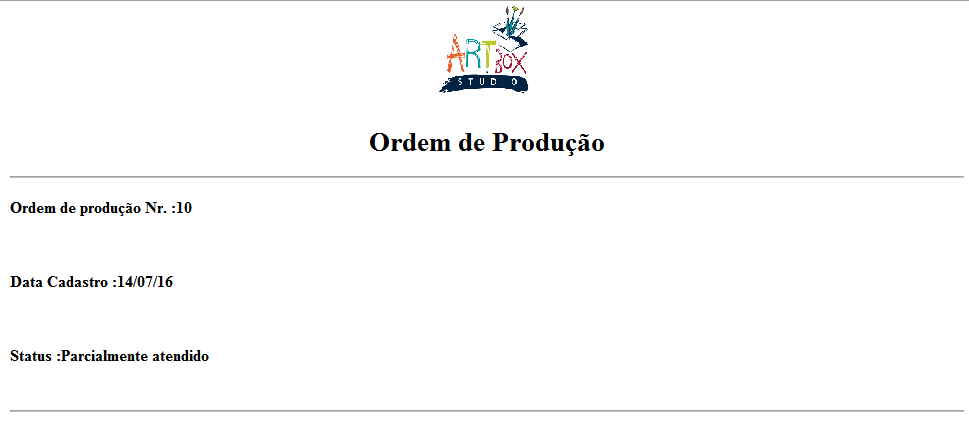 ART
BOX
STUDIO
Ordem de Produção
Ordem de produção Nr. :10
Data Cadastro :14/07/16
Status :Parcialmente atendido